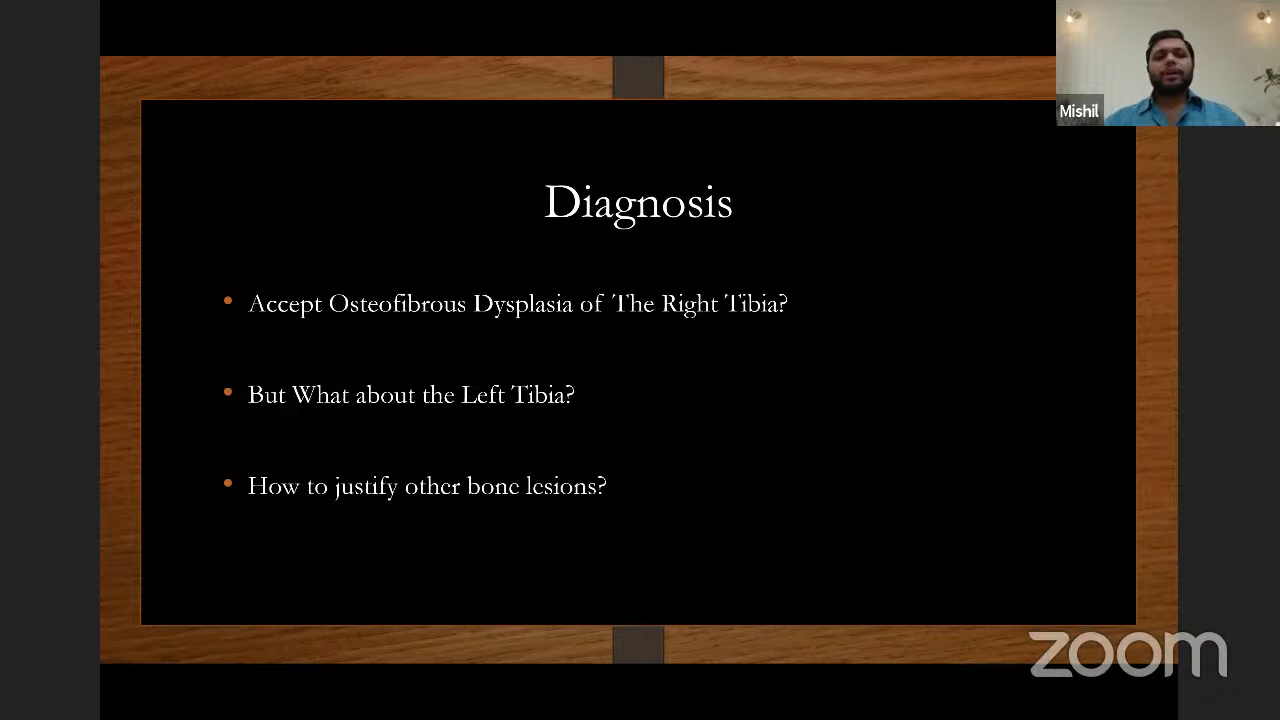 Mishil
Diagnosis
Accept Osteofibrous Dysplasia of The Right Tibia?
But What about the Left Tibia?
How to justify other bone lesions?
zoom